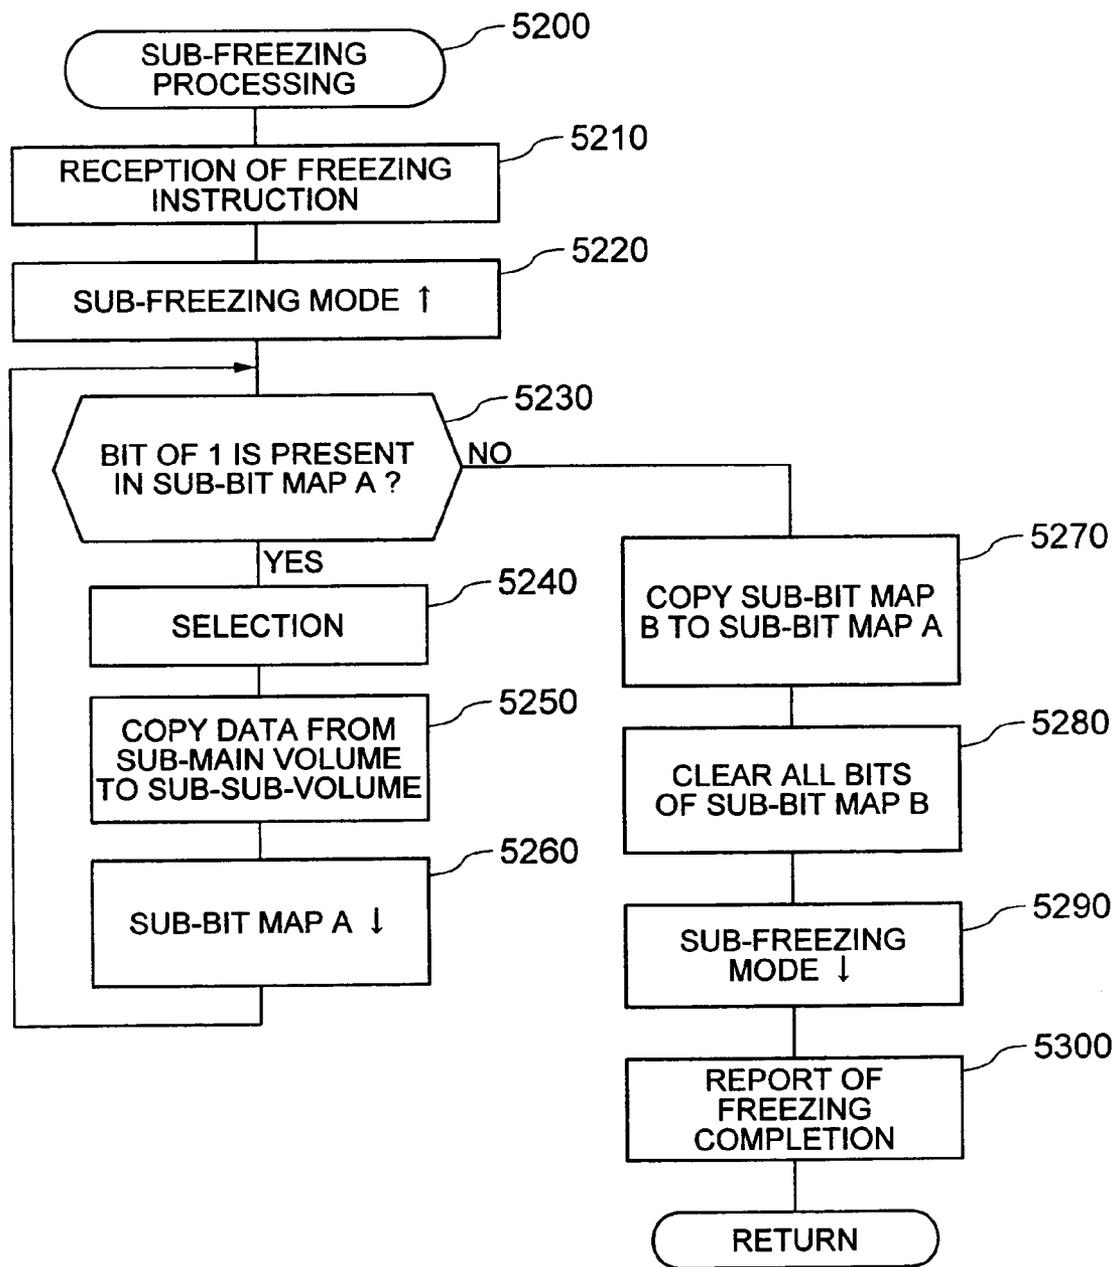 5200
SUB-FREEZING
PROCESSING
5210
RECEPTION OF FREEZING
INSTRUCTION
5220
SUB-FREEZING MODE ↑
5230
BIT OF 1 IS PRESENT
IN SUB-BIT MAP A ?
NO
YES
5240
SELECTION
5250
COPY DATA FROM
SUB-MAIN VOLUME
TO SUB-SUB-VOLUME
5260
SUB-BIT MAP A ↓
5270
COPY SUB-BIT MAP
B TO SUB-BIT MAP A
5280
CLEAR ALL BITS
OF SUB-BIT MAP B
5290
SUB-FREEZING
MODE ↓
5300
REPORT OF
FREEZING
COMPLETION
RETURN